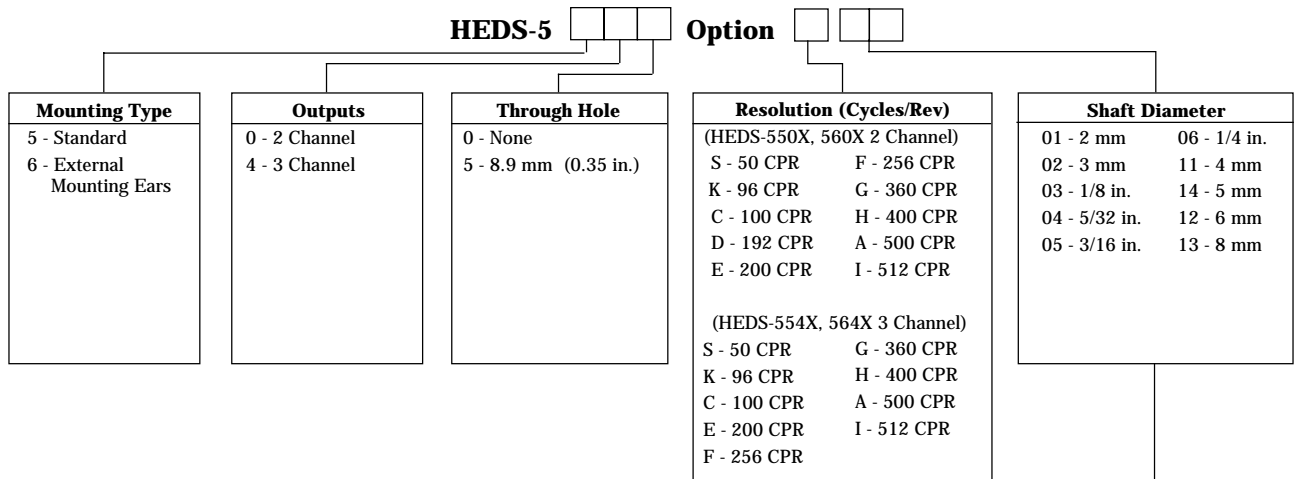 HEDS-5 Option
Mounting Type
5 - Standard
6 - External
Mounting Ears
Outputs
0 - 2 Channel
4 - 3 Channel
Through Hole
0 - None
5 - 8.9 mm (0.35 in.)
Resolution (Cycles/Rev)
(HEDS-550X, 560X 2 Channel)
S - 50 CPR F - 256 CPR
K - 96 CPR G - 360 CPR
C - 100 CPR H - 400 CPR
D - 192 CPR A - 500 CPR
E - 200 CPR I - 512 CPR
(HEDS-554X, 564X 3 Channel)
S - 50 CPR G - 360 CPR
K - 96 CPR H - 400 CPR
C - 100 CPR A - 500 CPR
E - 200 CPR I - 512 CPR
F - 256 CPR
Shaft Diameter
01 - 2 mm 06 - 1/4 in.
02 - 3 mm 11 - 4 mm
03 - 1/8 in. 14 - 5 mm
04 - 5/32 in. 12 - 6 mm
05 - 3/16 in. 13 - 8 mm